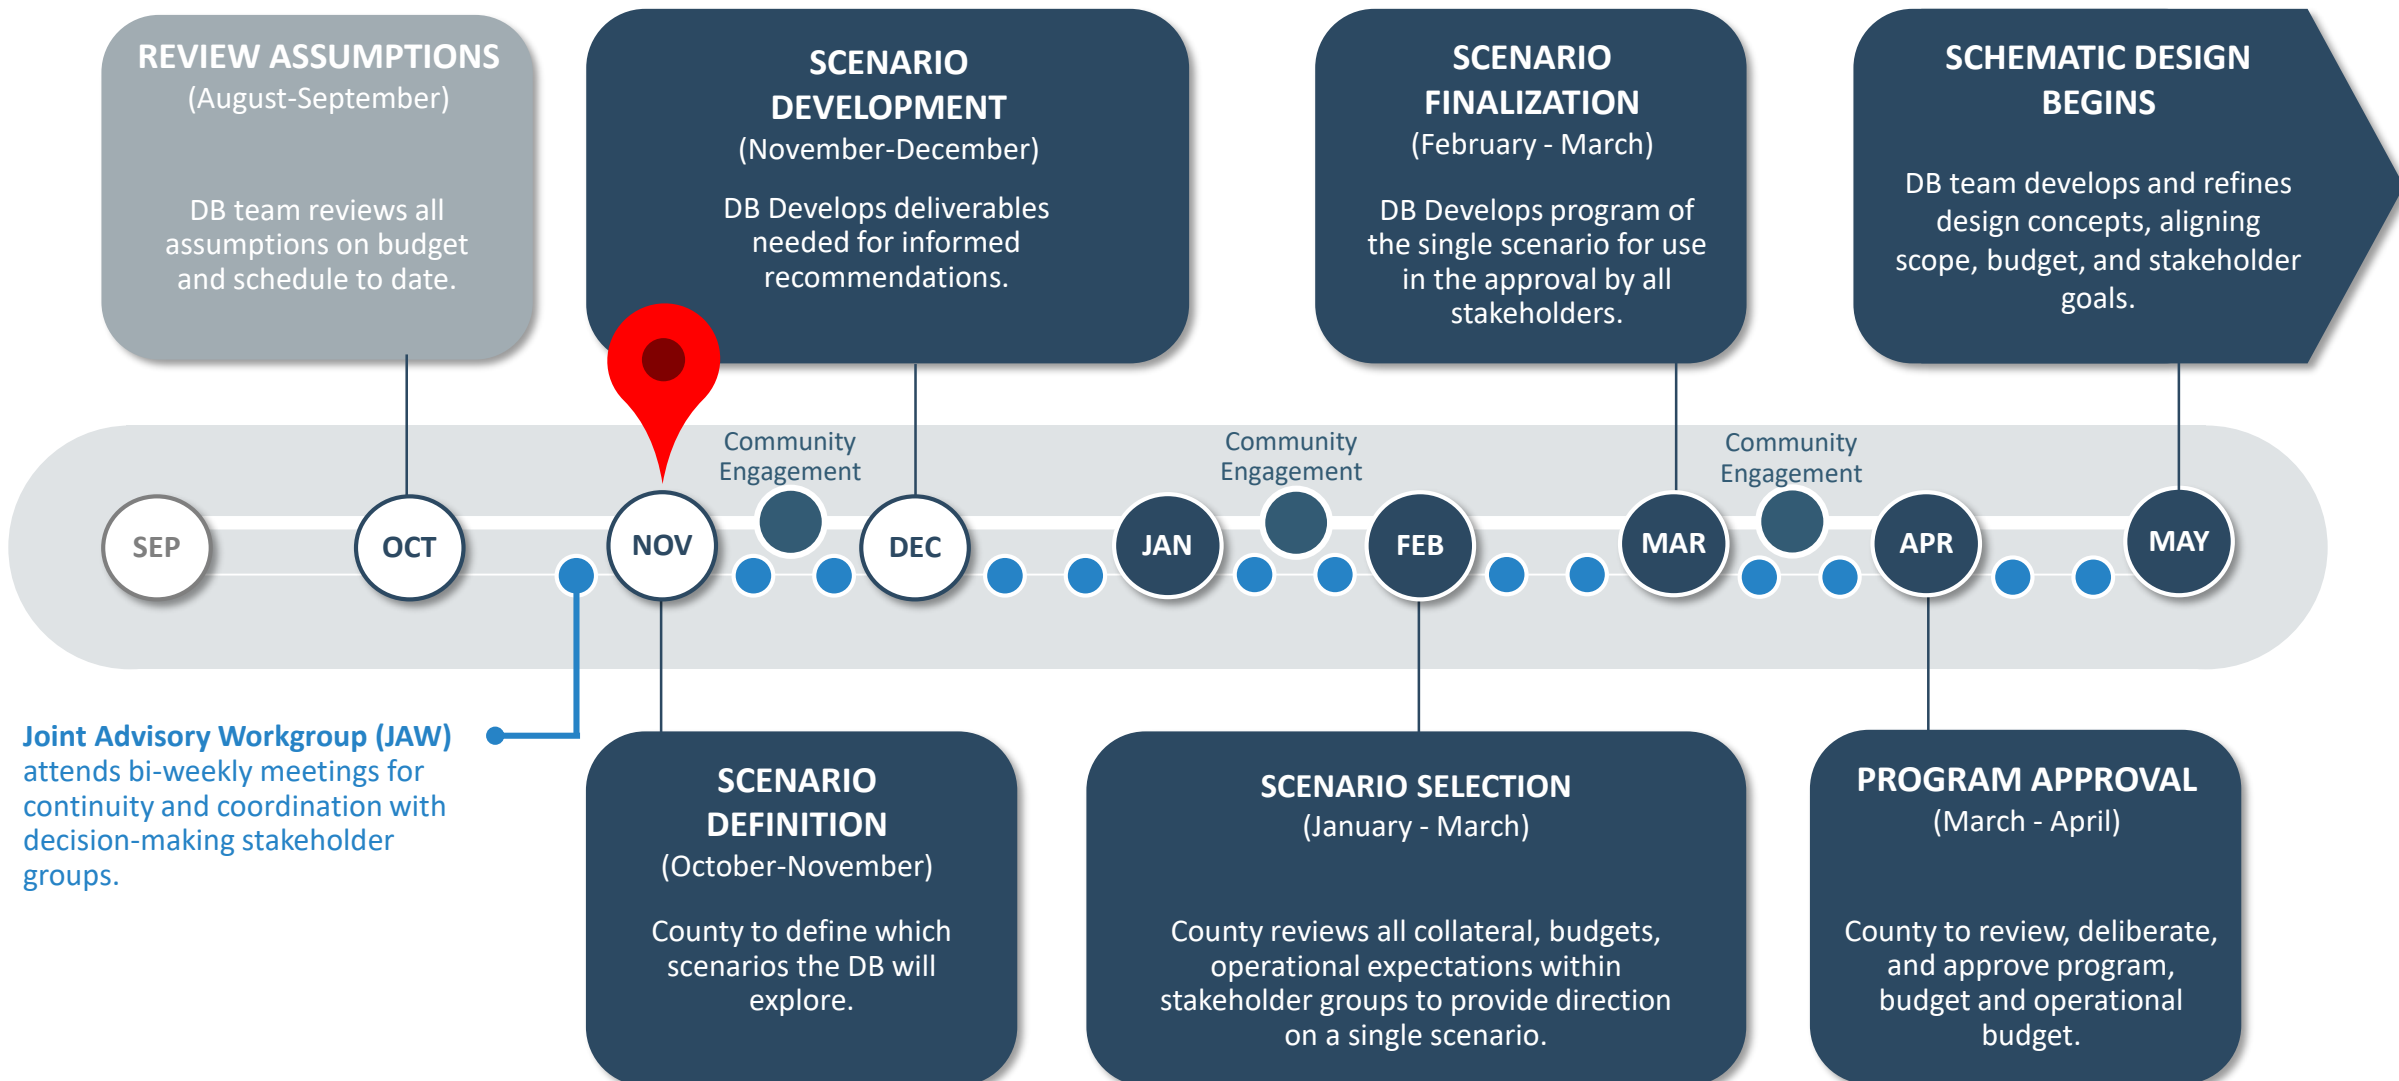 REVIEW ASSUMPTIONS
(August-September)
DB team reviews all
assumptions on budget
and schedule to date.
SCENARIO
DEVELOPMENT
(November-December)
DB Develops deliverables
needed for informed
recommendations.
SCENARIO
FINALIZATION
(February - March)
DB Develops program of
the single scenario for use
in the approval by all
stakeholders.
SCHEMATIC DESIGN
BEGINS
DB team develops and refines
design concepts, aligning
scope, budget, and stakeholder
goals.
Community
Engagement
Community
Engagement
Community
Engagement
SEP
OCT
NOV
DEC
JAN
FEB
MAR
APR
MAY
Joint Advisory Workgroup (JAW)
attends bi-weekly meetings for
continuity and coordination with
decision-making stakeholder
groups.
SCENARIO
DEFINITION
(October-November)
County to define which
scenarios the DB will
explore.
SCENARIO SELECTION
(January - March)
County reviews all collateral, budgets,
operational expectations within
stakeholder groups to provide direction
on a single scenario.
PROGRAM APPROVAL
(March - April)
County to review, deliberate,
and approve program,
budget and operational
budget.